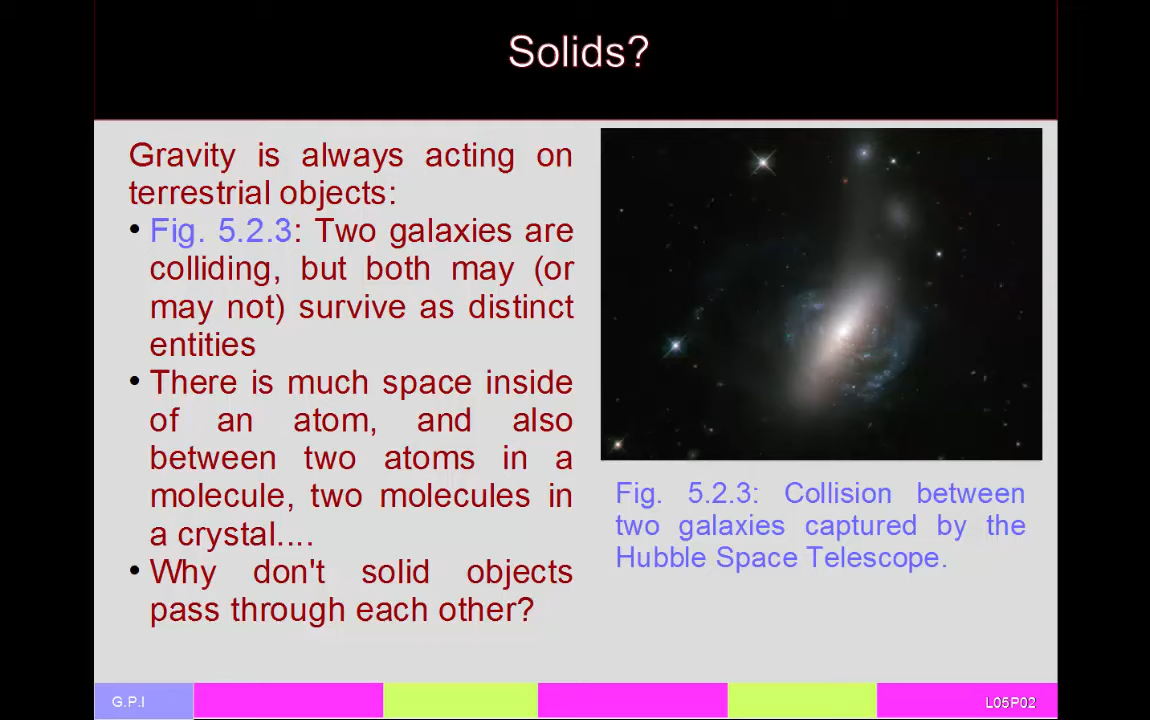 Solids?
Gravity is always acting on
terrestrial objects:
• Fig. 5.2.3: Two galaxies are
colliding, but both may (or
may not) survive as distinct
entities
• There is much space inside
of an atom, and also
between two atoms in a
molecule, two molecules in
a crystal....
• Why don't solid objects
pass through each other?
Fig. 5.2.3: Collision between
two galaxies captured by the
Hubble Space Telescope.
G.P.I
L05P02